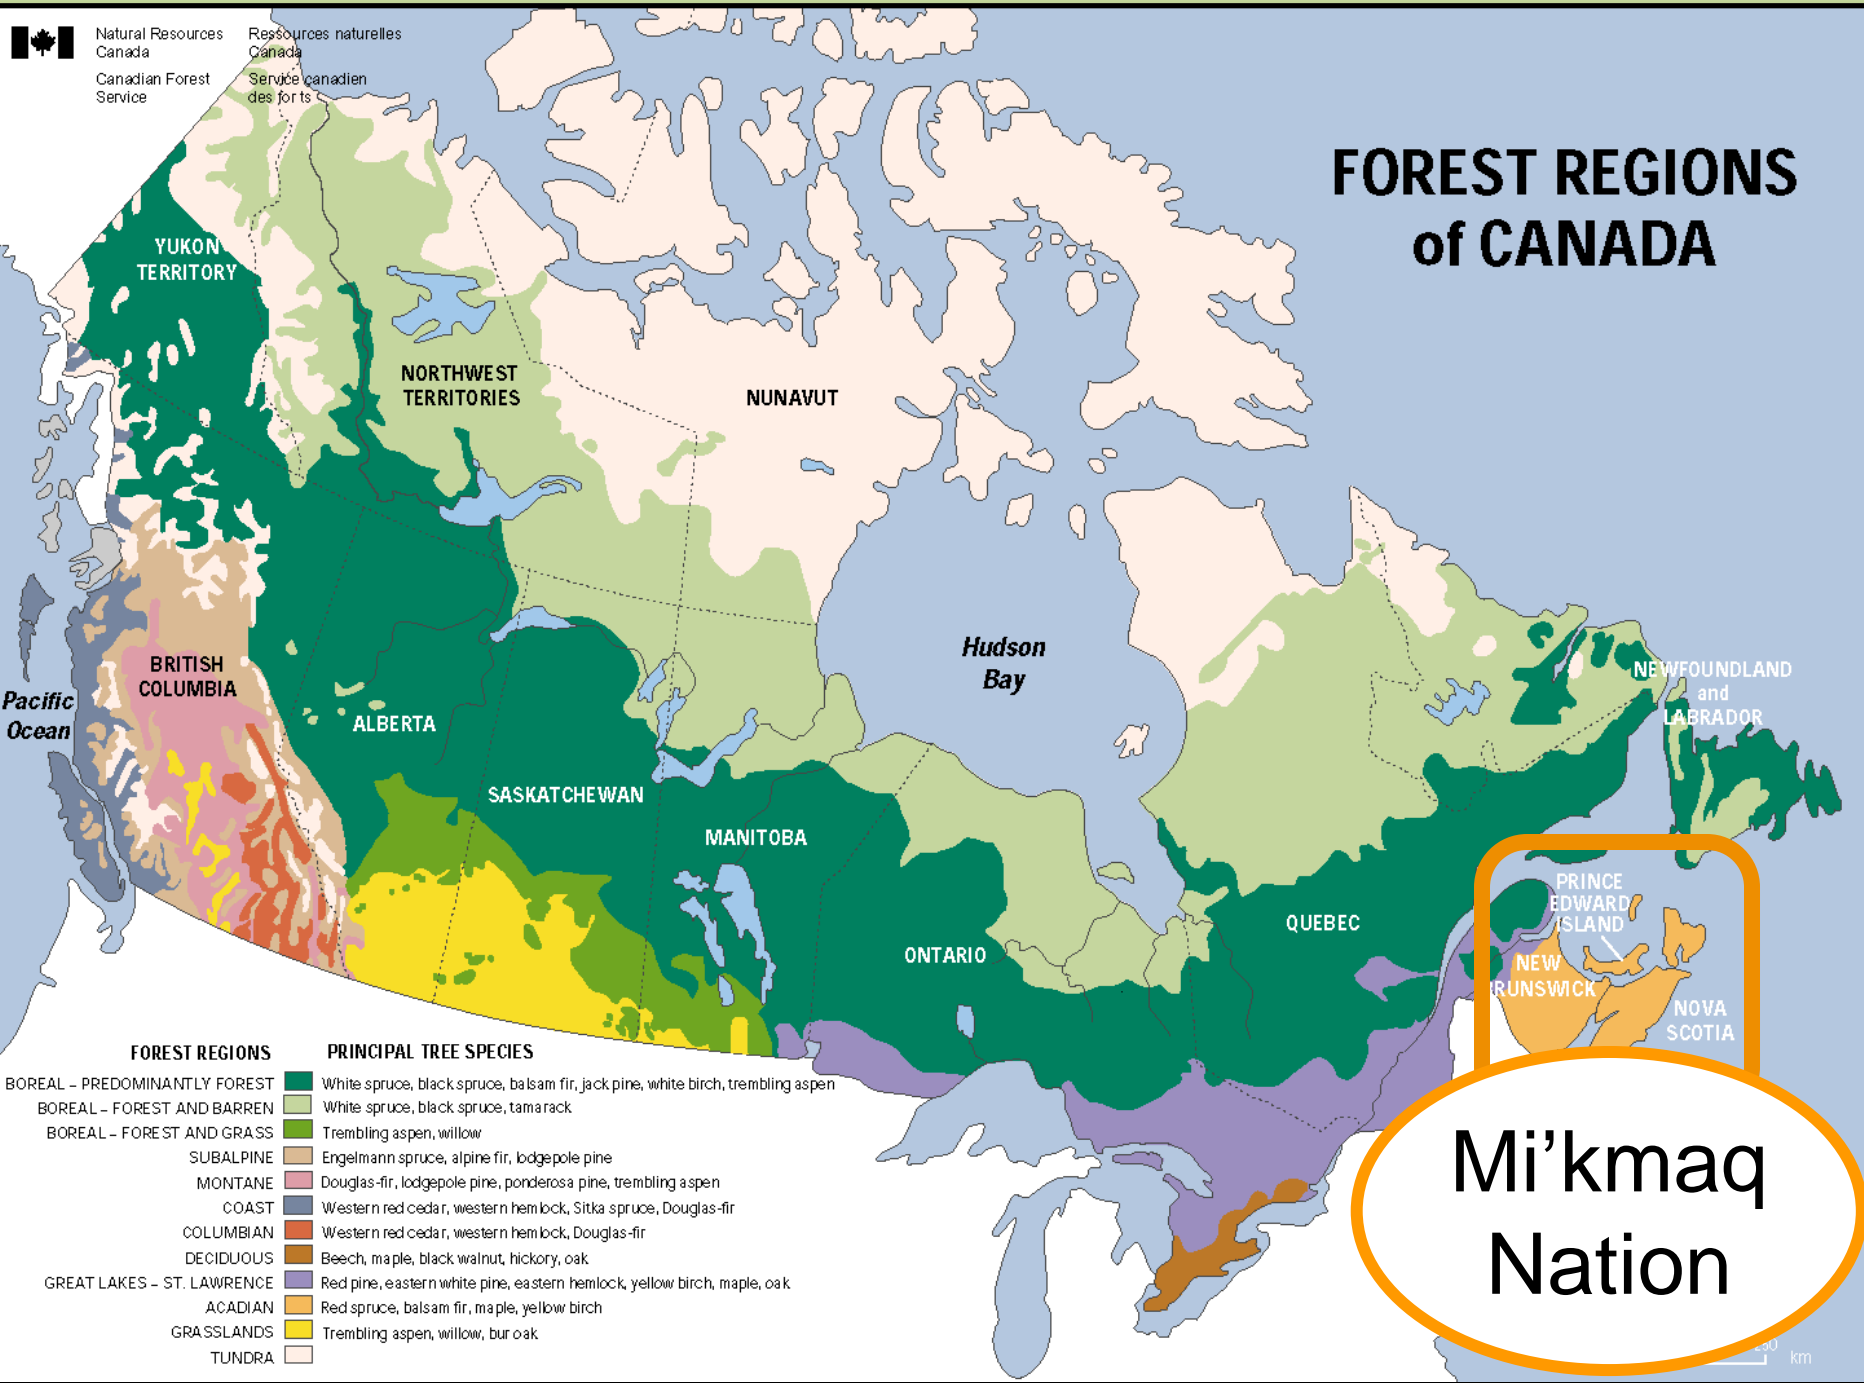 Natural Resources
Canada
Canadian Forest
Service
Ressources naturelles
Canada
Service canadien
des for ts
FOREST REGIONS
of CANADA
YUKON
TERRITORY
NORTHWEST
TERRITORIES
NUNAVUT
Hudson
Bay
BRITISH
COLUMBIA
Pacific
Ocean
ALBERTA
SASKATCHEWAN
MANITOBA
ONTARIO
QUEBEC
NEWFOUNDLAND
and
LABRADOR
PRINCE
EDWARD
ISLAND
NEW
RUNSWICK
NOVA
SCOTIA
Mi’kmaq
Nation
km
FOREST REGIONS PRINCIPAL TREE SPECIES
BOREAL – PREDOMINANTLY FOREST White spruce, black spruce, balsam fir, jack pine, white birch, trembling aspen
BOREAL – FOREST AND BARREN White spruce, black spruce, tamarack
BOREAL – FOREST AND GRASS Trembling aspen, willow
SUBALPINE Engelmann spruce, alpine fir, lodgepole pine
MONTANE Douglas-fir, lodgepole pine, ponderosa pine, trembling aspen
COAST Western red cedar, western hemlock, Sitka spruce, Douglas-fir
COLUMBIAN Western red cedar, western hemlock, Douglas-fir
DECIDUOUS Beech, maple, black walnut, hickory, oak
GREAT LAKES – ST. LAWRENCE Red pine, eastern white pine, eastern hemlock, yellow birch, maple, oak
ACADIAN Red spruce, balsam fir, maple, yellow birch
GRASSLANDS Trembling aspen, willow, bur oak
TUNDRA